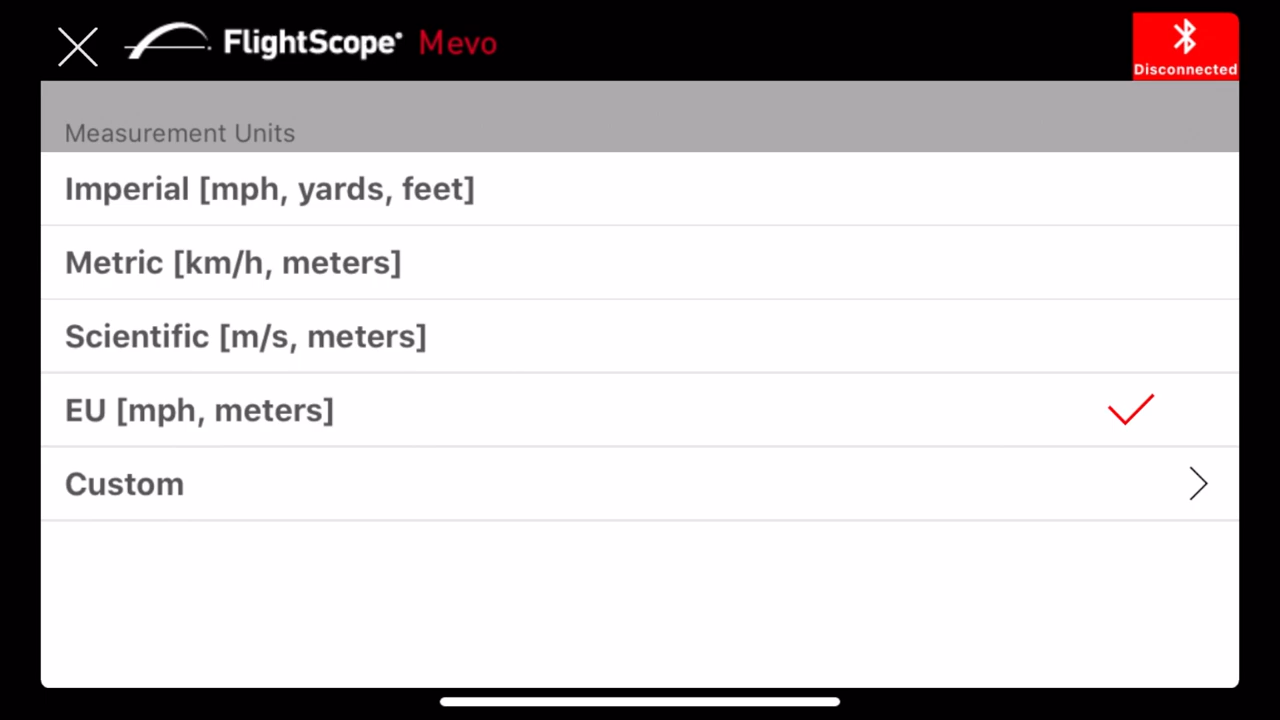 FlightScope® Mevo
Disconnected
Measurement Units
Imperial [mph, yards, feet]
Metric [km/h, meters]
Scientific [m/s, meters]
EU [mph, meters]
Custom